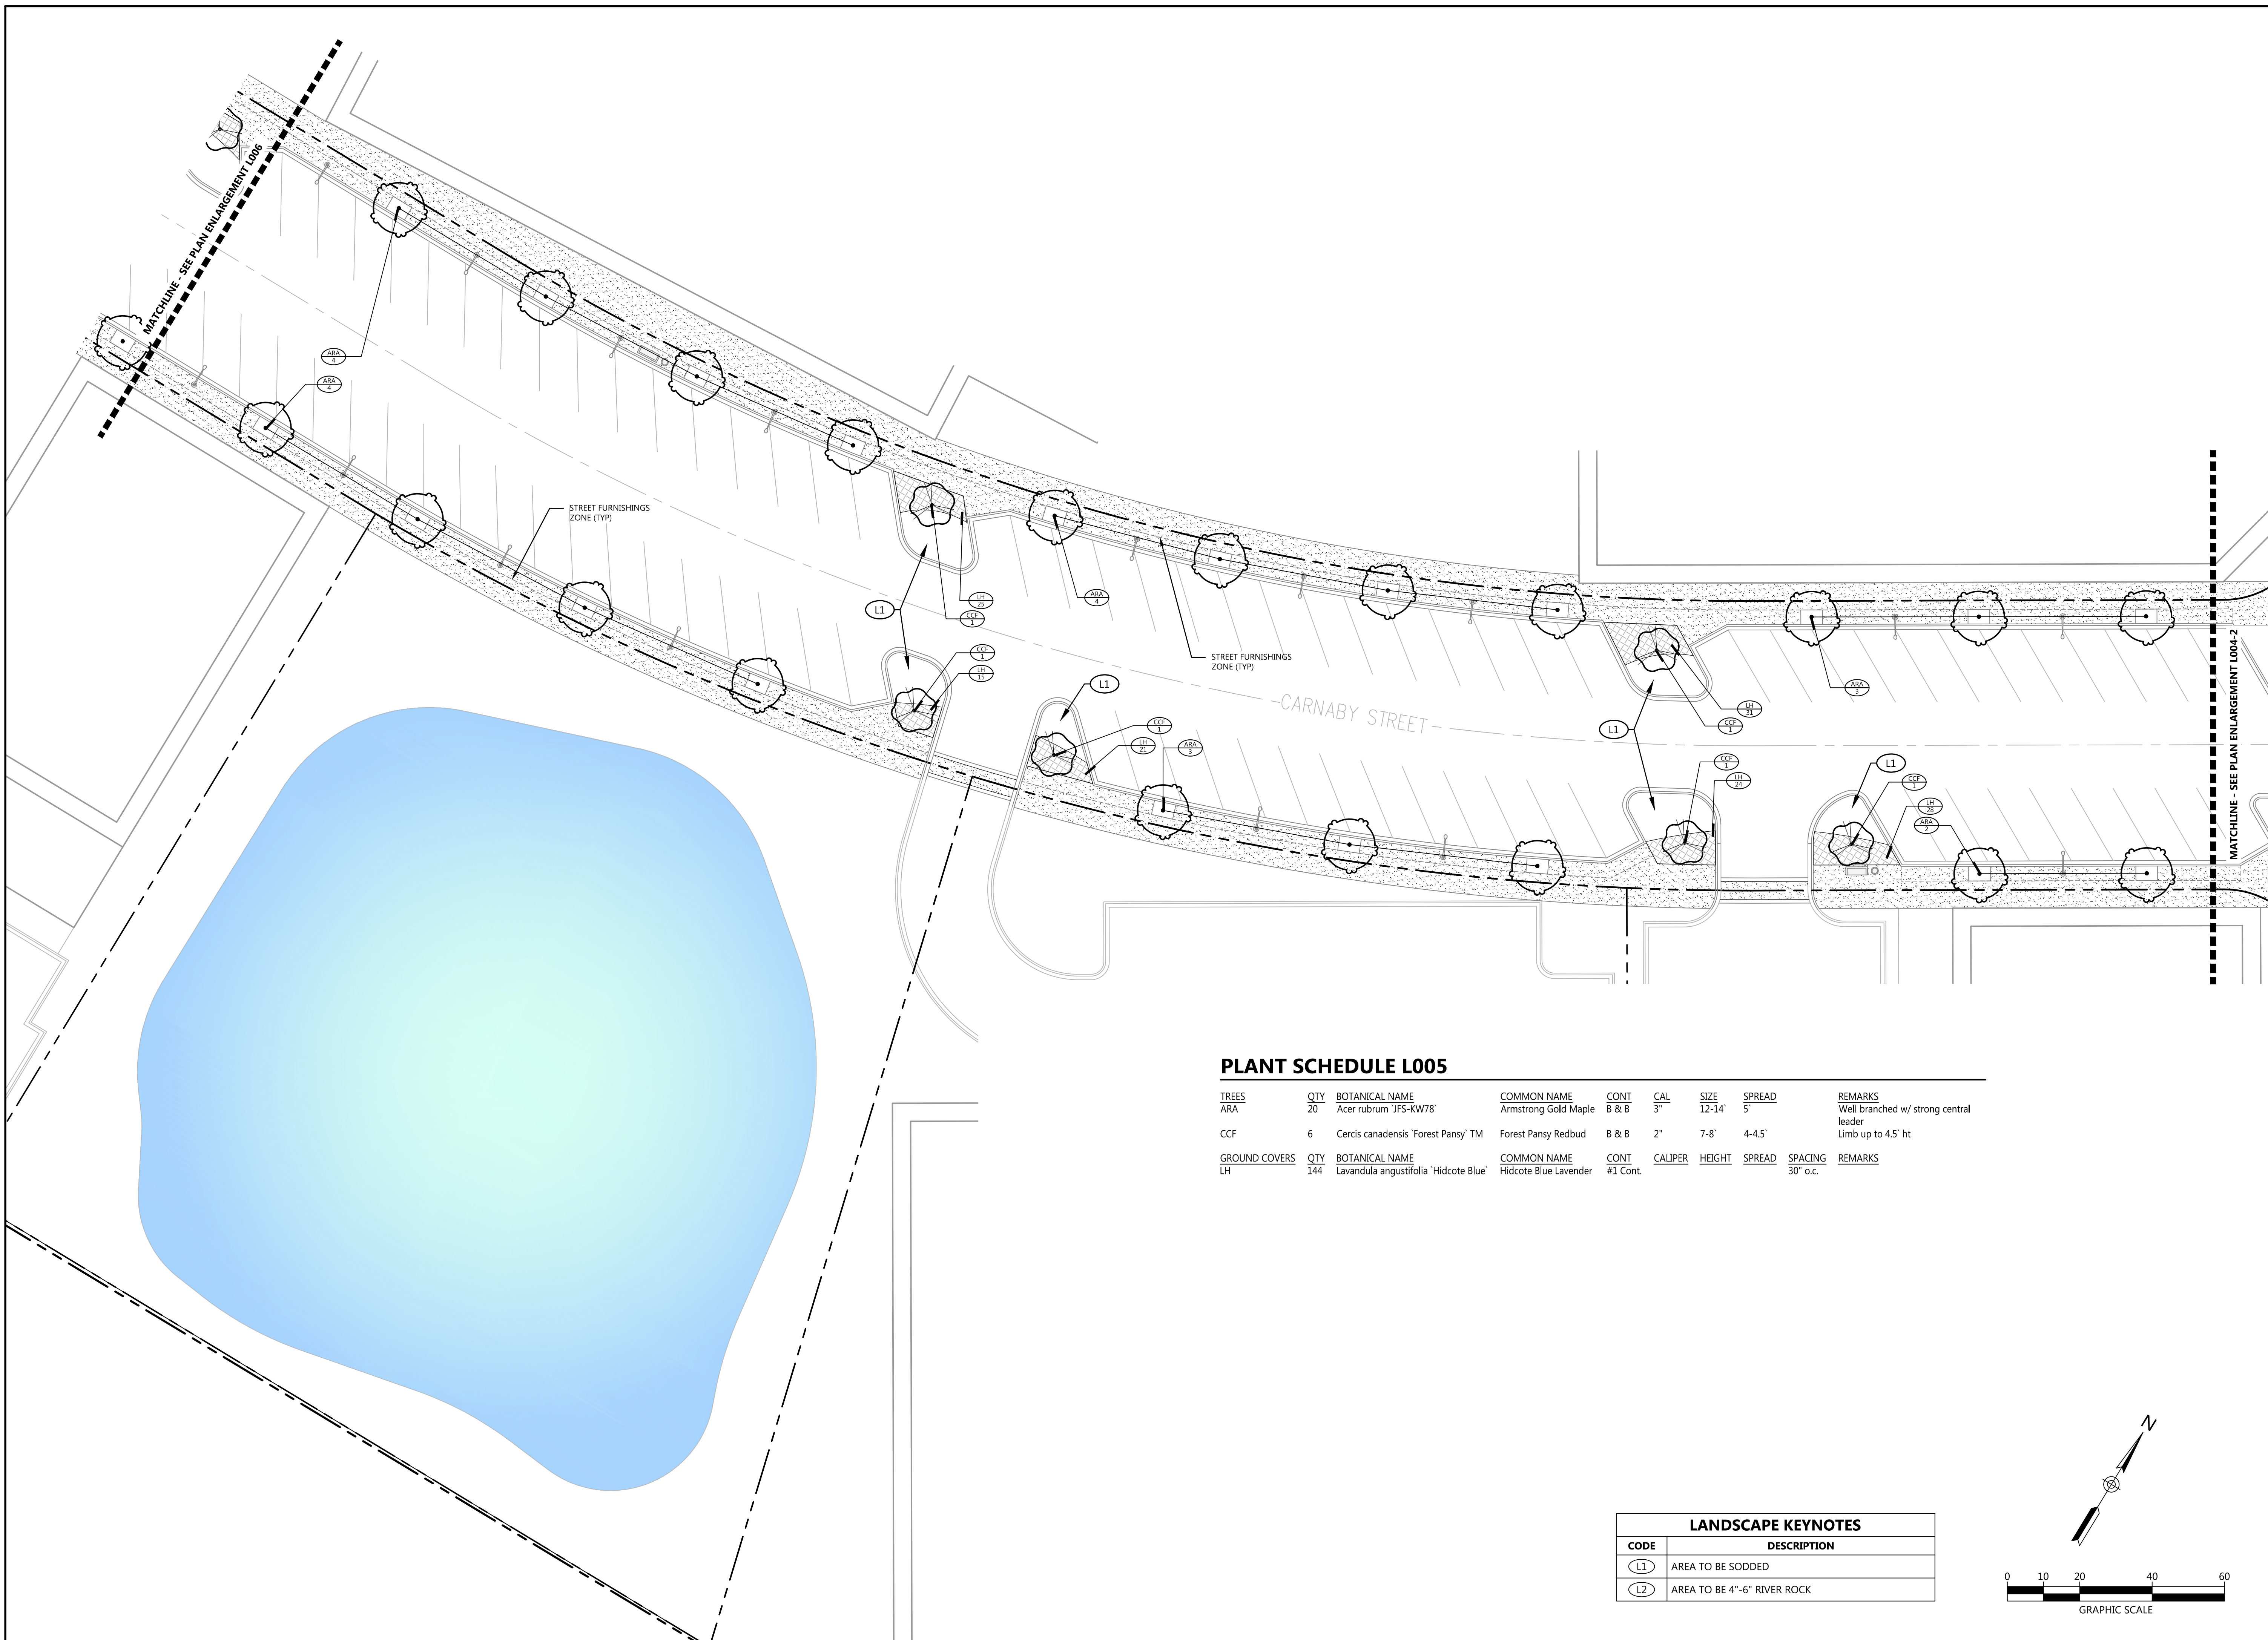 MATCHLINE - SEE PLAN ENLARGEMENT L006
ARA
4
ARA
4
STREET FURNISHINGS
ZONE (TYP)
L1
LH
25
CCF
1
CCF
1
LH
15
ARA
4
STREET FURNISHINGS
ZONE (TYP)
L1
CCF
1
LH
21
ARA
3
CARNABY STREET
L1
LH
31
CCF
1
CCF
1
LH
24
ARA
3
L1
CCF
1
LH
28
ARA
2
MATCHLINE - SEE PLAN ENLARGEMENT L004-2
PLANT SCHEDULE L005
TREES QTY BOTANICAL NAME COMMON NAME CONT CAL SIZE SPREAD REMARKS
ARA 20 Acer rubrum `JFS-KW78` Armstrong Gold Maple B & B 3" 12-14` 5` Well branched w/ strong central
leader
CCF 6 Cercis canadensis `Forest Pansy` TM Forest Pansy Redbud B & B 2" 7-8` 4-4.5` Limb up to 4.5` ht
GROUND COVERS QTY BOTANICAL NAME COMMON NAME CONT CALIPER HEIGHT SPREAD SPACING REMARKS
LH 144 Lavandula angustifolia `Hidcote Blue` Hidcote Blue Lavender #1 Cont. 30" o.c.
LANDSCAPE KEYNOTES
CODE DESCRIPTION
L1 AREA TO BE SODDED
L2 AREA TO BE 4"-6" RIVER ROCK
N
0 10 20 40 60
GRAPHIC SCALE